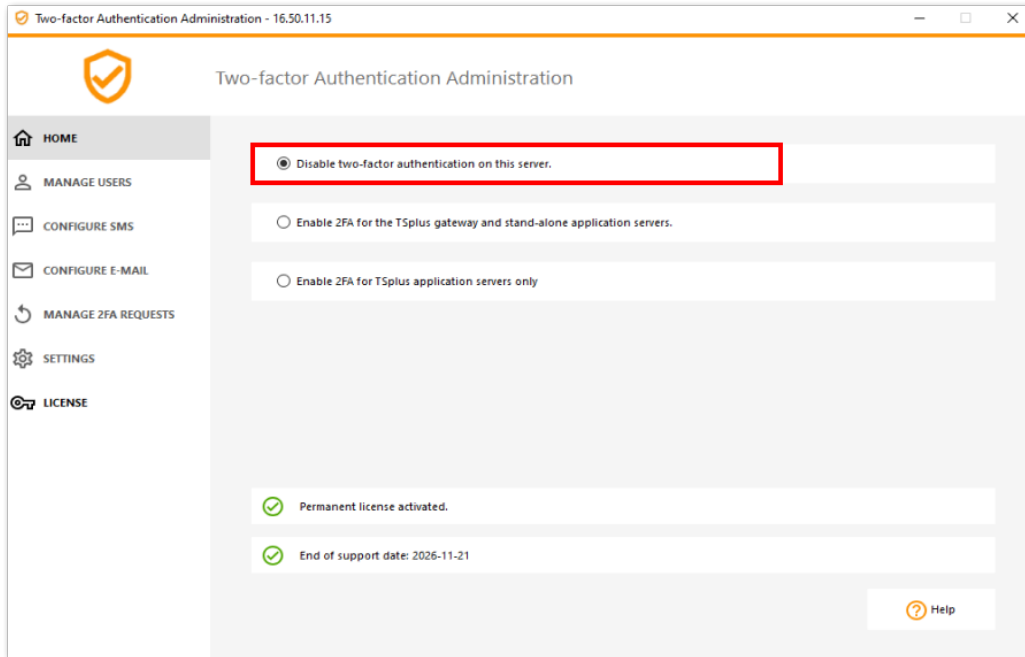 Two-factor Authentication Administration - 16.50.11.15
Two-factor Authentication Administration
HOME
MANAGE USERS
CONFIGURE SMS
CONFIGURE E-MAIL
MANAGE 2FA REQUESTS
SETTINGS
LICENSE
Disable two-factor authentication on this server.
Enable 2FA for the TSplus gateway and stand-alone application servers.
Enable 2FA for TSplus application servers only
Permanent license activated.
End of support date: 2026-11-21
Help